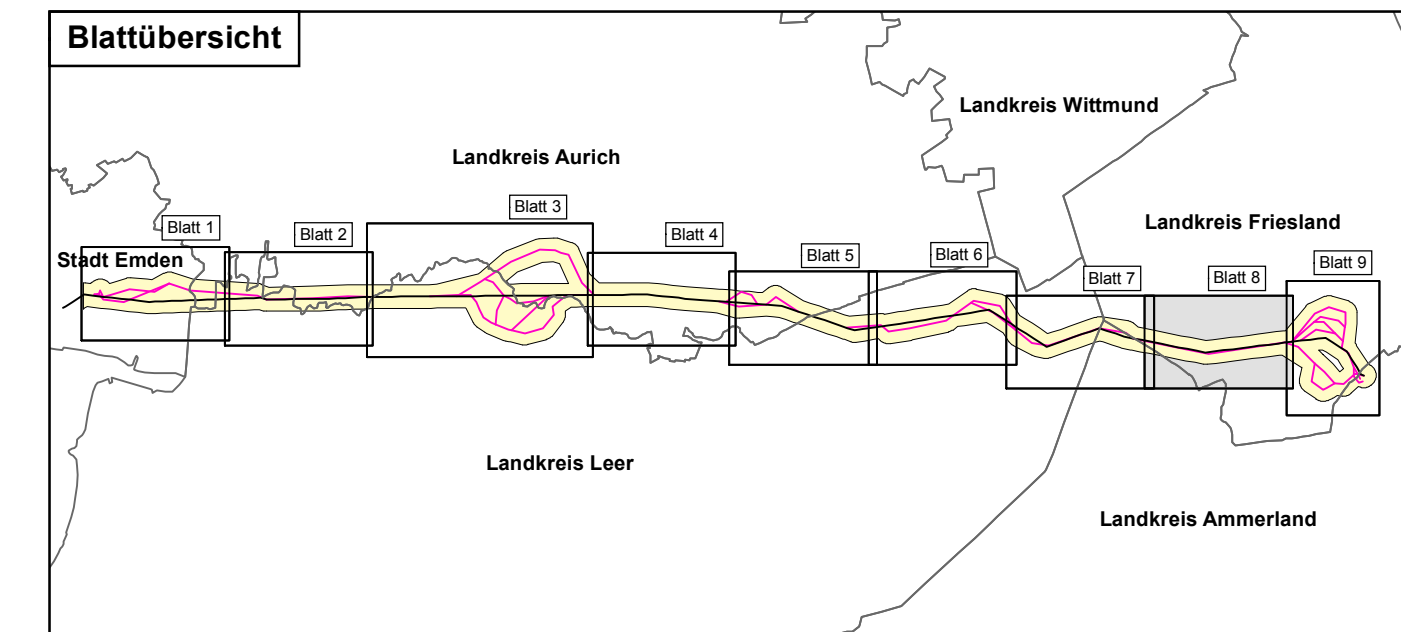 Blattübersicht
Landkreis Wittmund
Landkreis Aurich
Blatt 3
Landkreis Friesland
Blatt 1
Blatt 2
Blatt 4
Blatt 5
Blatt 6
Stadt Emden
Blatt 7
Blatt 8
Blatt 9
Landkreis Leer
Landkreis Ammerland